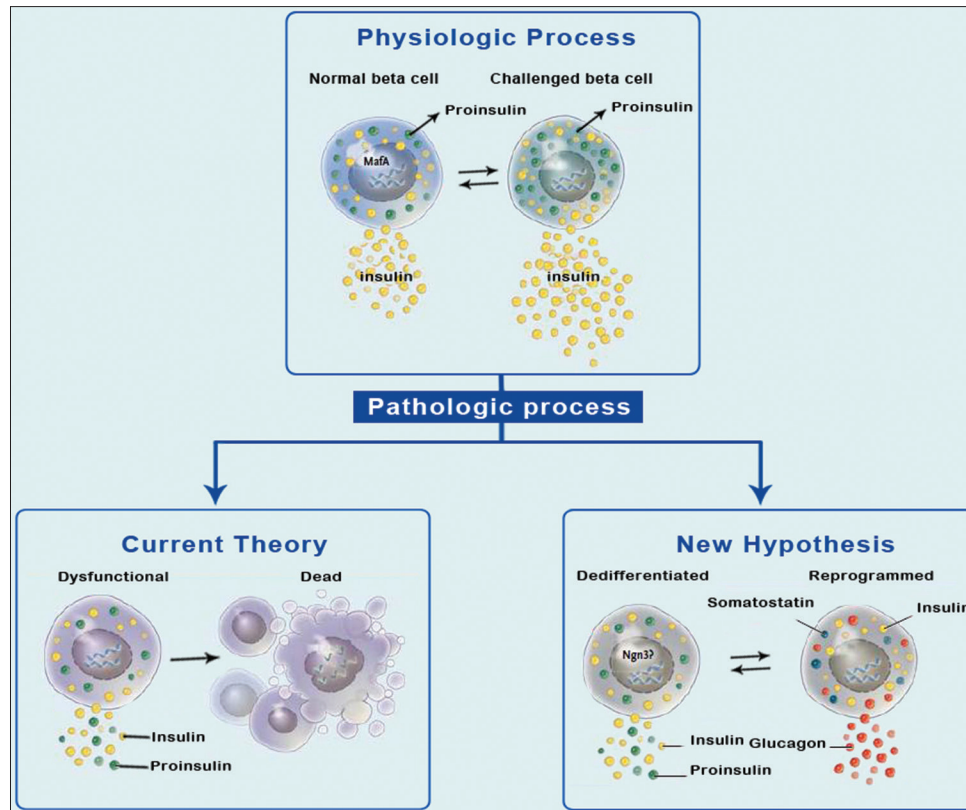 Physiologic Process
Normal beta cell
Challenged beta cell
Proinsulin
Proinsulin
MafA
insulin
insulin
Pathologic process
Current Theory
Dysfunctional
Dead
Insulin
Proinsulin
New Hypothesis
Dedifferentiated
Reprogrammed
Somatostatin
Insulin
Ngn3?
Insulin
Glucagon
Proinsulin